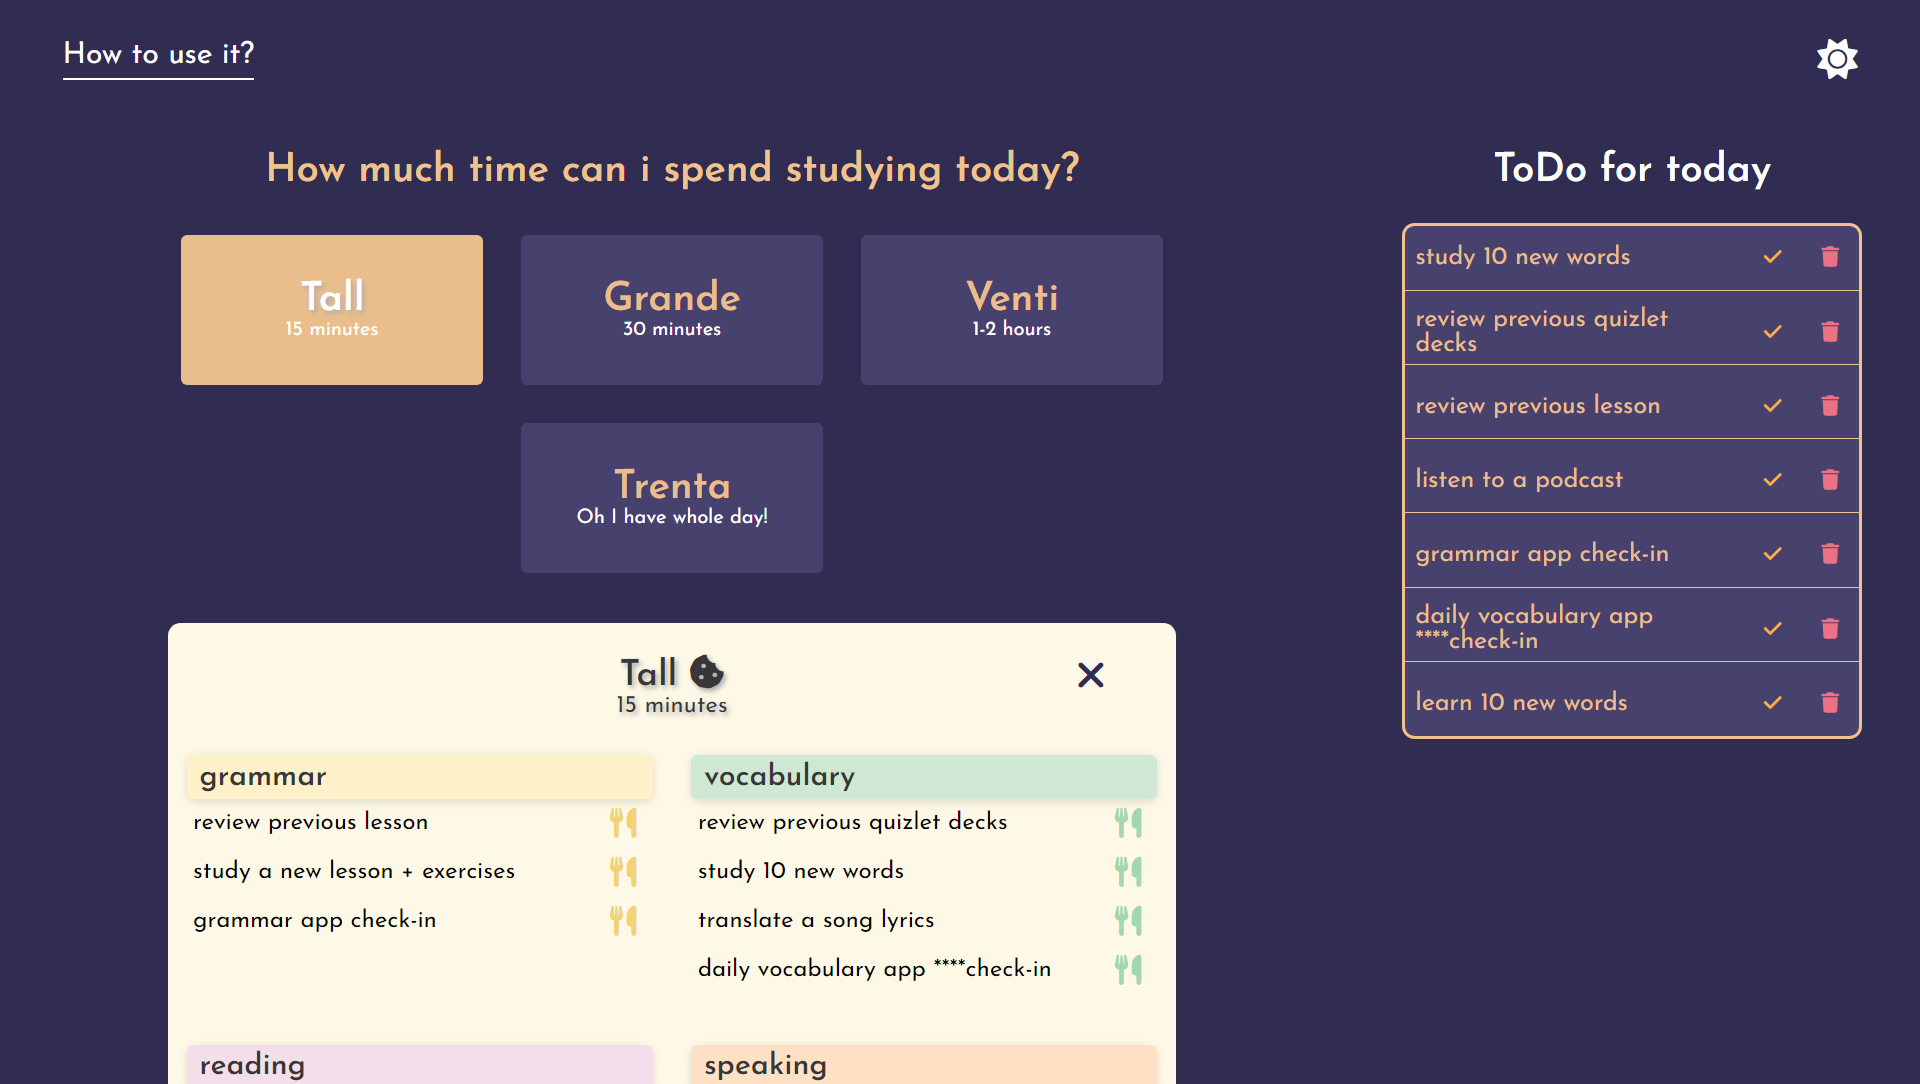 How to use it?
How much time can i spend studying today?
Tall
15 minutes
Grande
30 minutes
Venti
1-2 hours
Trenta
Oh I have whole day!
Tall
15 minutes
grammar
review previous lesson
study a new lesson + exercises
grammar app check-in
vocabulary
review previous quizlet decks
study 10 new words
translate a song lyrics
daily vocabulary app ****check-in
reading
speaking
ToDo for today
study 10 new words
review previous quizlet
decks
review previous lesson
listen to a podcast
grammar app check-in
daily vocabulary app
****check-in
learn 10 new words